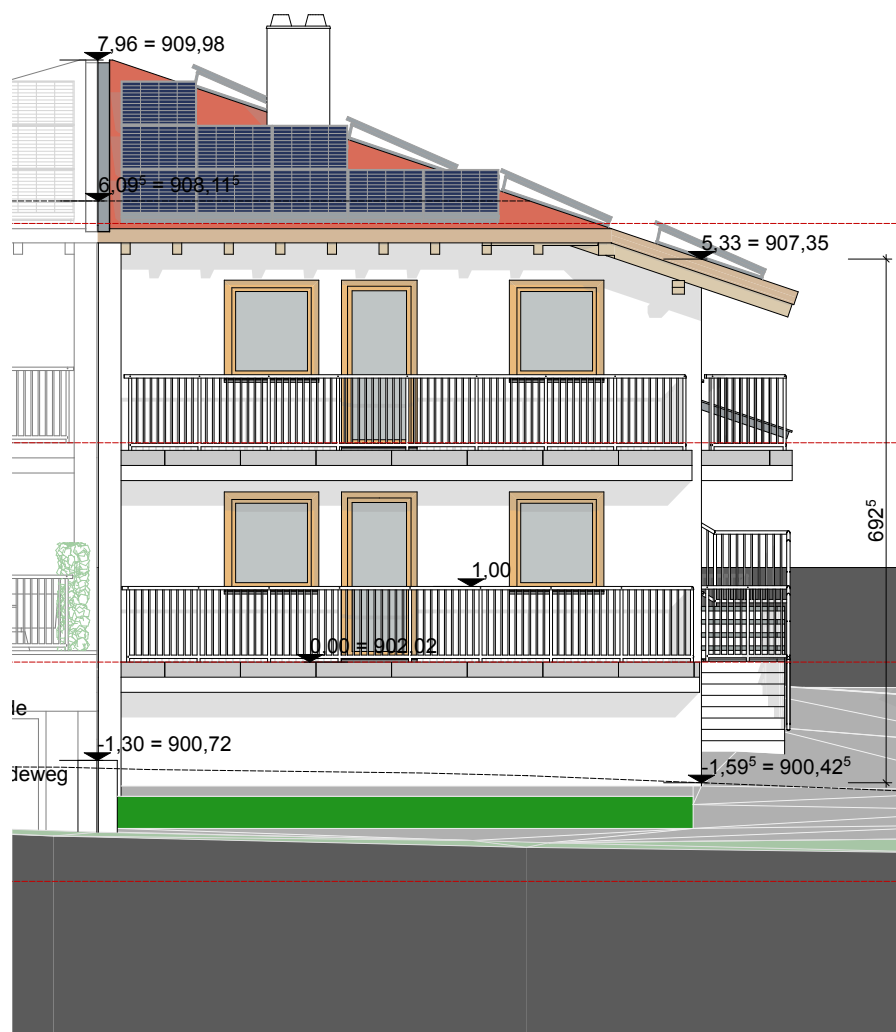 7,96 = 909,98
6,09⁵ = 908,11⁵
5,33 = 907,35
692⁵
1,00
0,00 = 902,02
de
-1,30 = 900,72
deweg
-1,59⁵ = 900,42⁵